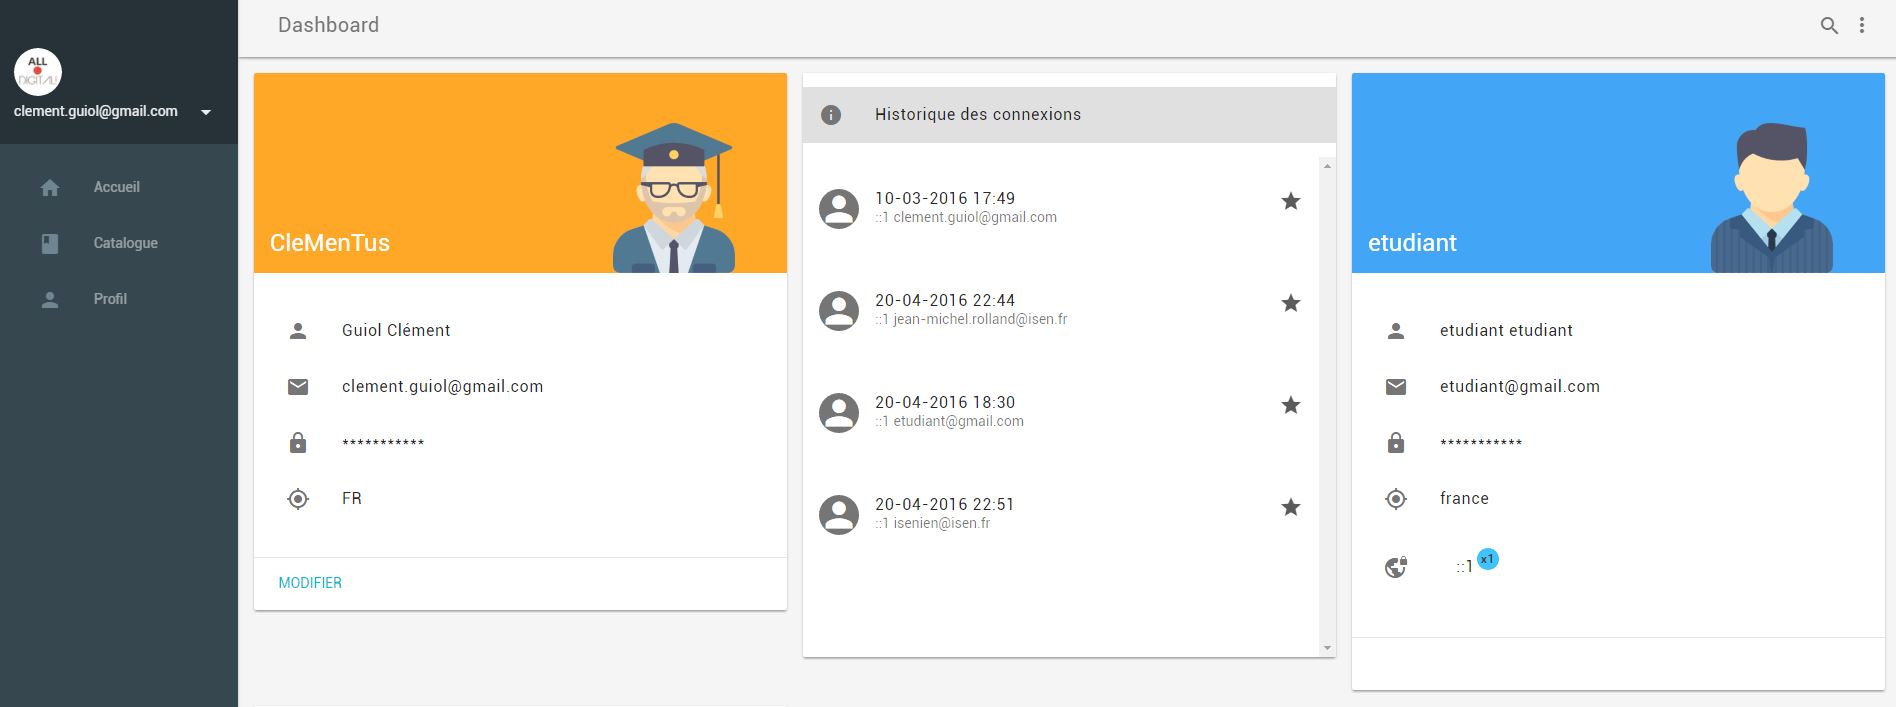 Dashboard
ALL
DIGITALI
clement.guiol@gmail.com
Accueil
Catalogue
Profil
CleMenTus
Guiol Clément
clement.guiol@gmail.com
***********
FR
MODIFIER
Historique des connexions
10-03-2016 17:49
::1 clement.guiol@gmail.com
20-04-2016 22:44
::1 jean-michel.rolland@isen.fr
20-04-2016 18:30
::1 etudiant@gmail.com
20-04-2016 22:51
::1 isenien@isen.fr
etudiant
etudiant etudiant
etudiant@gmail.com
***********
france
::1 x1